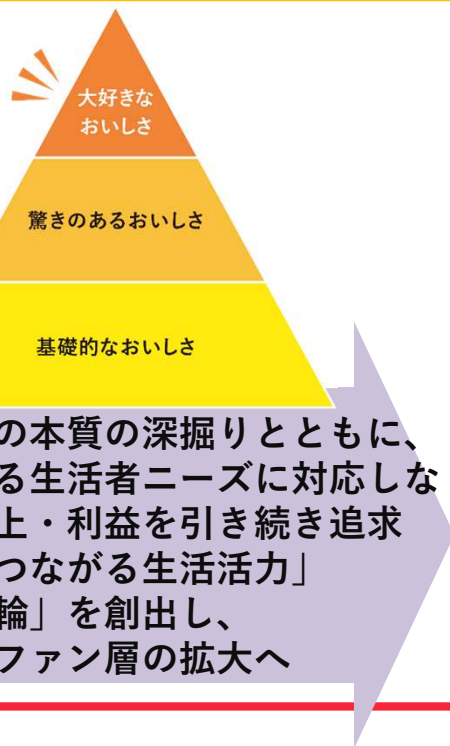 大好きな
おいしさ
驚きのあるおいしさ
基礎的なおいしさ
の本質の深掘りとともに、
る生活者ニーズに対応しな
上・利益を引き続き追求
つながる生活活力」
輪」を創出し、
ファン層の拡大へ